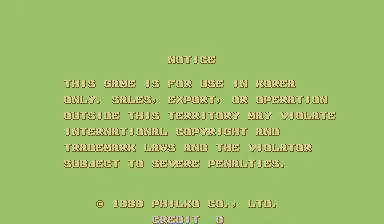 NOTICE
THIS GAME IS FOR USE IN KOREA
ONLY. SALES, EXPORT, OR OPERATION
OUTSIDE THIS TERRITORY MAY VIOLATE
INTERNATIONAL COPYRIGHT AND
TRADEMARK LAWS AND THE VIOLATOR
SUBJECT TO SEVERE PENALTIES.
© 1989 PHILKO CO., LTD.
CREDIT 0